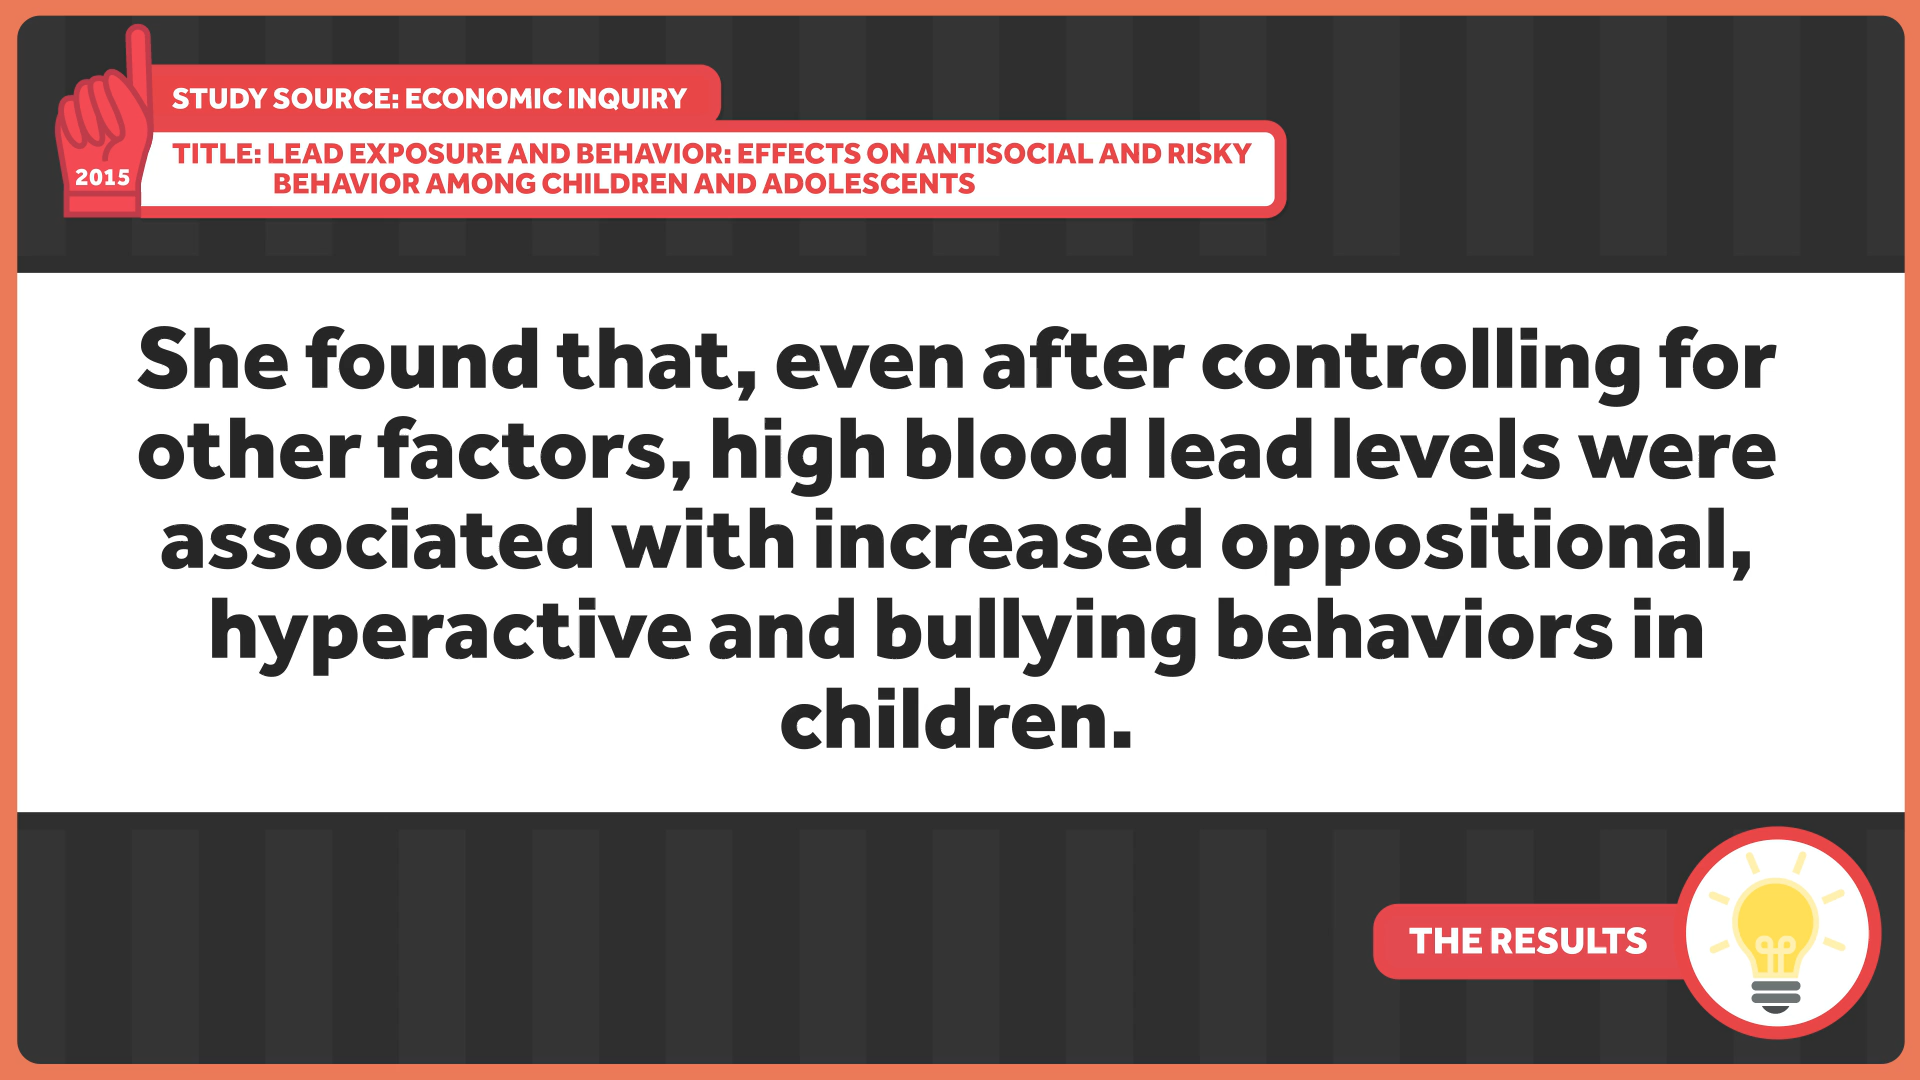 STUDY SOURCE: ECONOMIC INQUIRY
2015
TITLE: LEAD EXPOSURE AND BEHAVIOR: EFFECTS ON ANTISOCIAL AND RISKY
BEHAVIOR AMONG CHILDREN AND ADOLESCENTS
She found that, even after controlling for
other factors, high blood lead levels were
associated with increased oppositional,
hyperactive and bullying behaviors in
children.
THE RESULTS